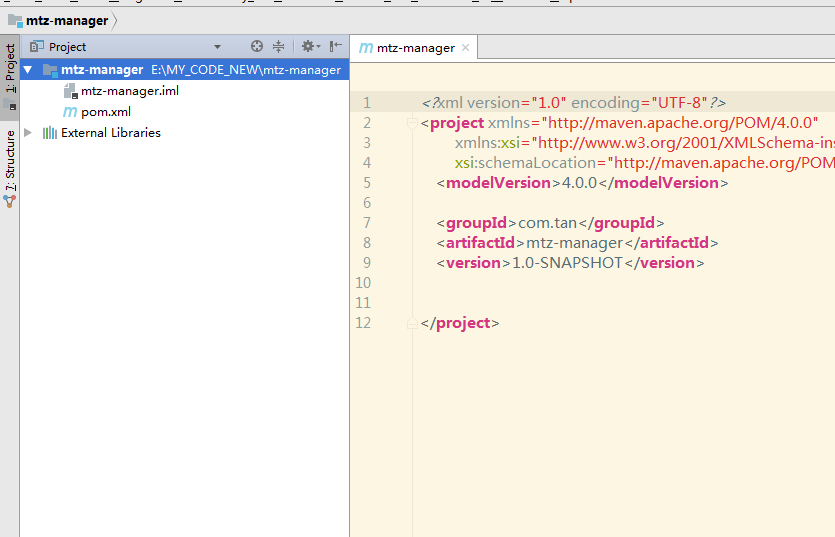 mtz-manager
Project
mtz-manager
1: Project
7: Structure
mtz-manager E:\MY_CODE_NEW\mtz-manager
mtz-manager.iml
pom.xml
External Libraries
1 <?xml version="1.0" encoding="UTF-8"?>
2 <project xmlns="http://maven.apache.org/POM/4.0.0"
3 xmlns:xsi="http://www.w3.org/2001/XMLSchema-ins
4 xsi:schemaLocation="http://maven.apache.org/POM
5 <modelVersion>4.0.0</modelVersion>
6
7 <groupId>com.tan</groupId>
8 <artifactId>mtz-manager</artifactId>
9 <version>1.0-SNAPSHOT</version>
10
11
12 </project>